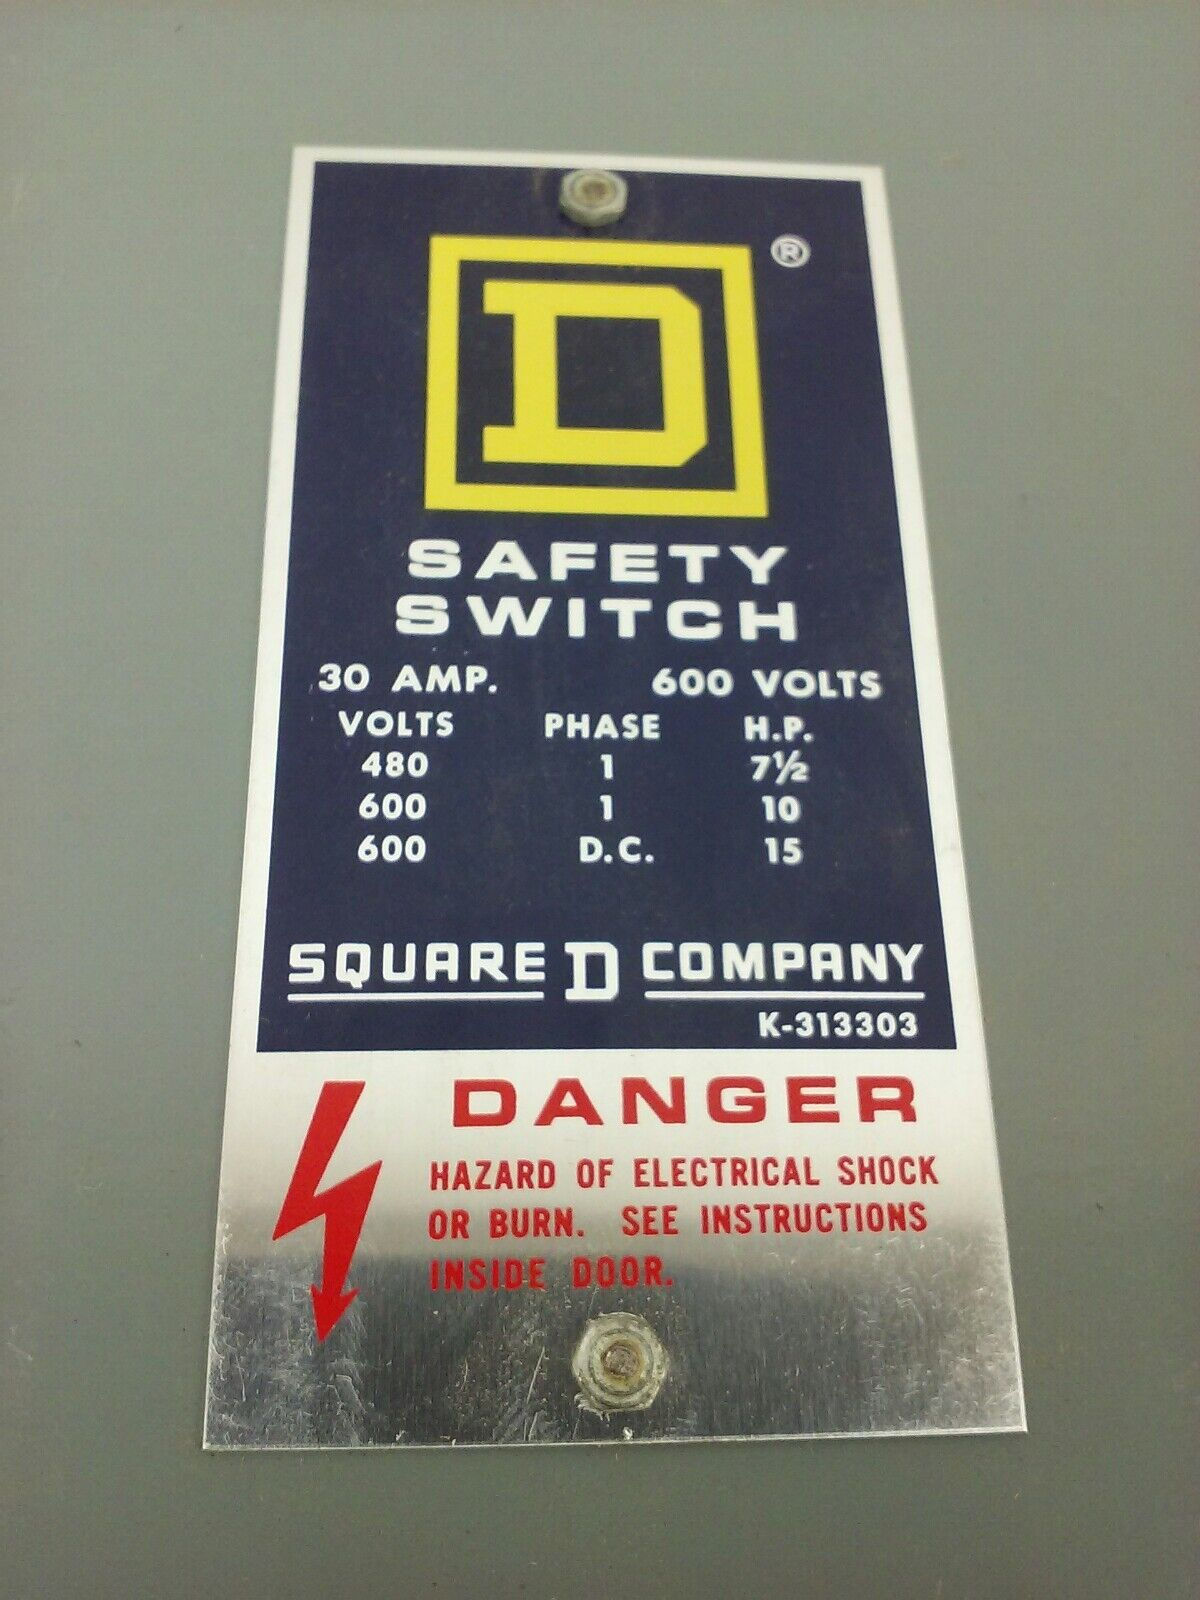 D ®
SAFETY
SWITCH
30 AMP. 600 VOLTS
VOLTS PHASE H.P.
480 1 7½
600 1 10
600 D.C. 15
SQUARE D COMPANY
K-313303
DANGER
HAZARD OF ELECTRICAL SHOCK
OR BURN. SEE INSTRUCTIONS
INSIDE DOOR.